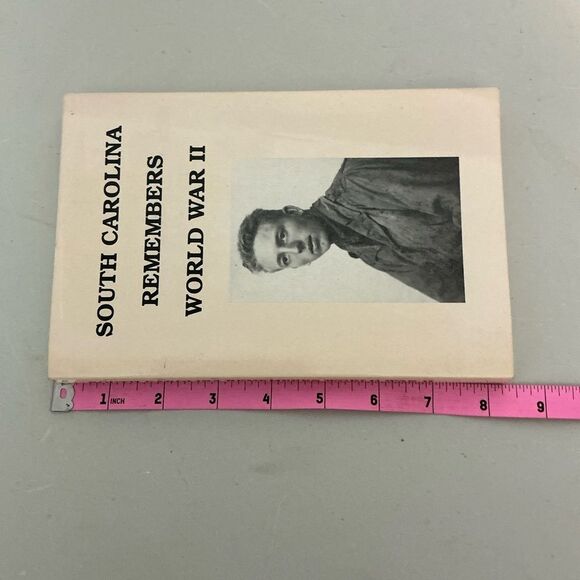 SOUTH CAROLINA
REMEMBERS
WORLD WAR II
1 INCH 2 3 4 5 6 7 8 9